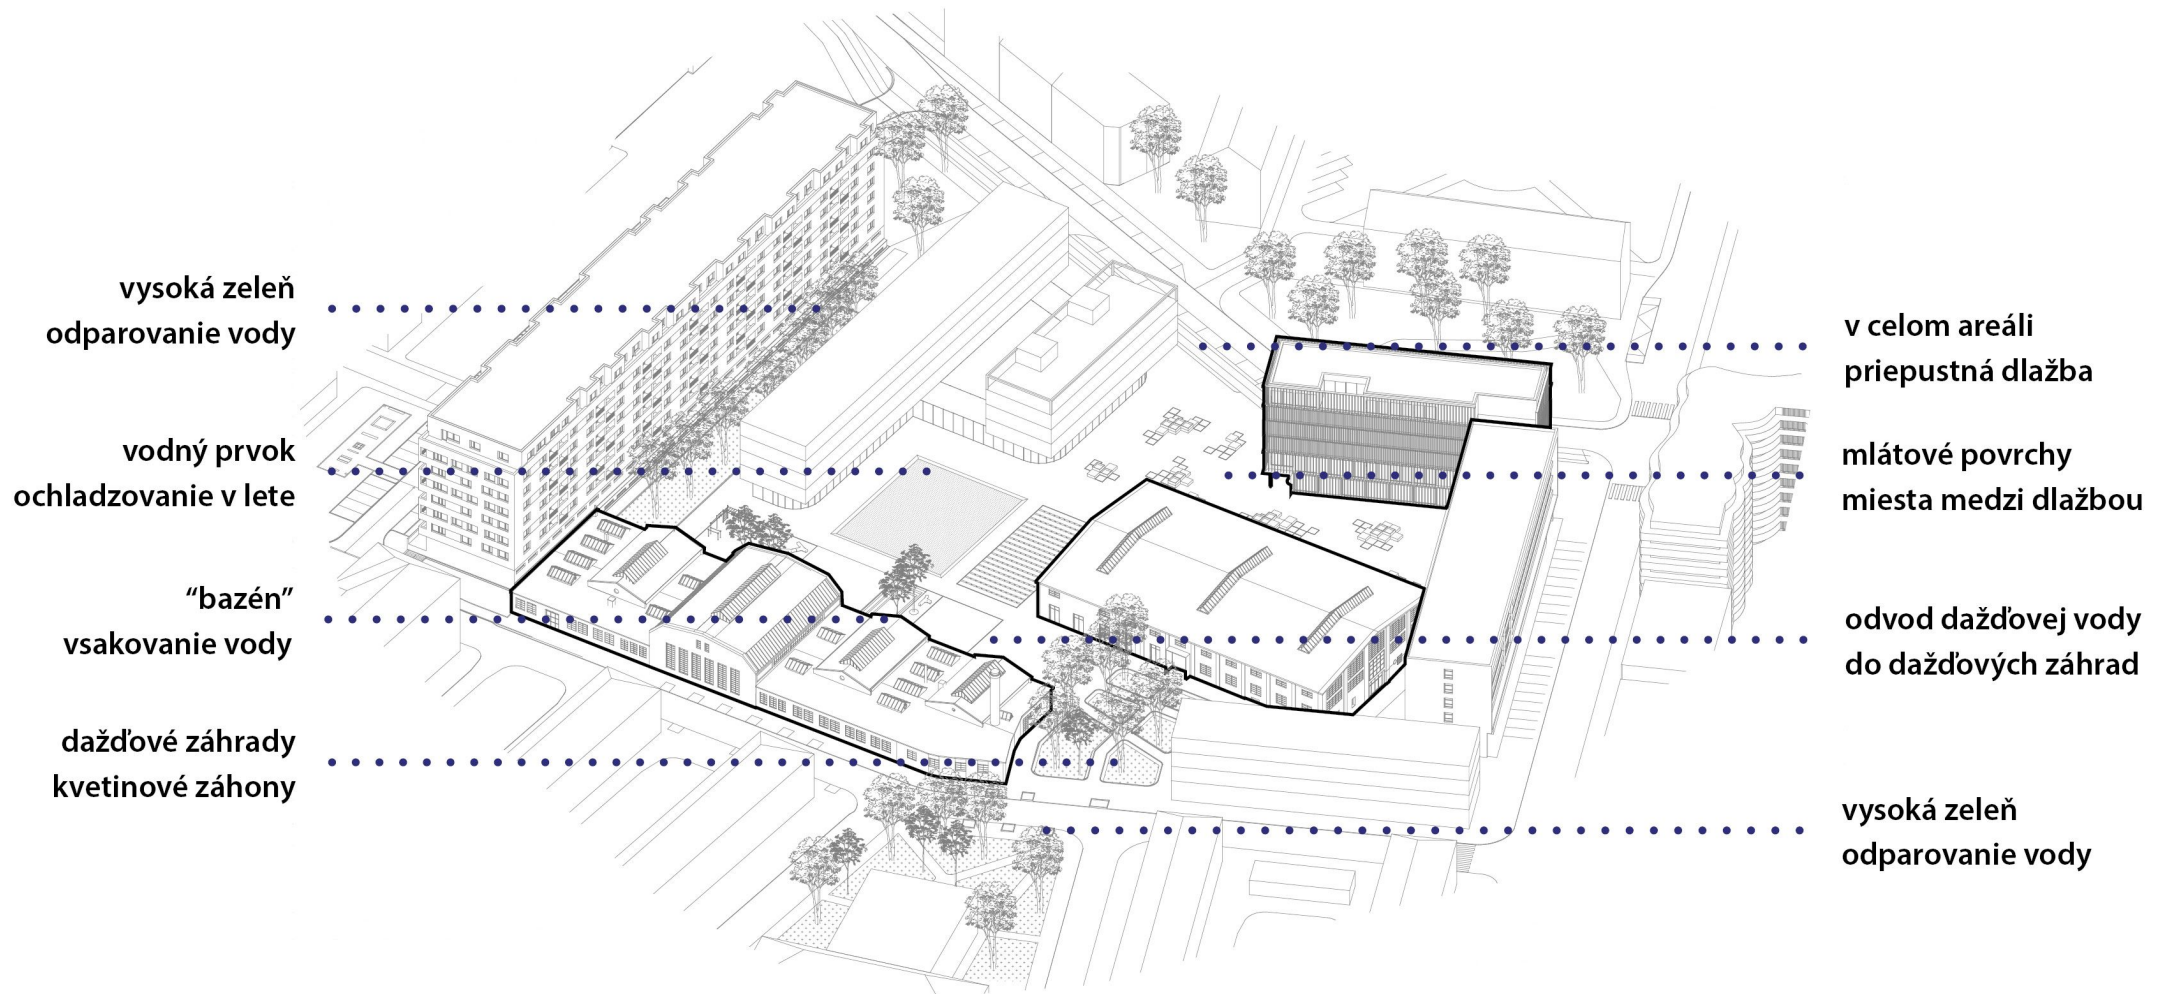 vysoká zeleň
odparovanie vody
vodný prvok
ochladzovanie v lete
“bazén”
vsakovanie vody
dažďové záhrady
kvetinové záhony
v celom areáli
priepustná dlažba
mlátové povrchy
miesta medzi dlažbou
odvod dažďovej vody
do dažďových záhrad
vysoká zeleň
odparovanie vody